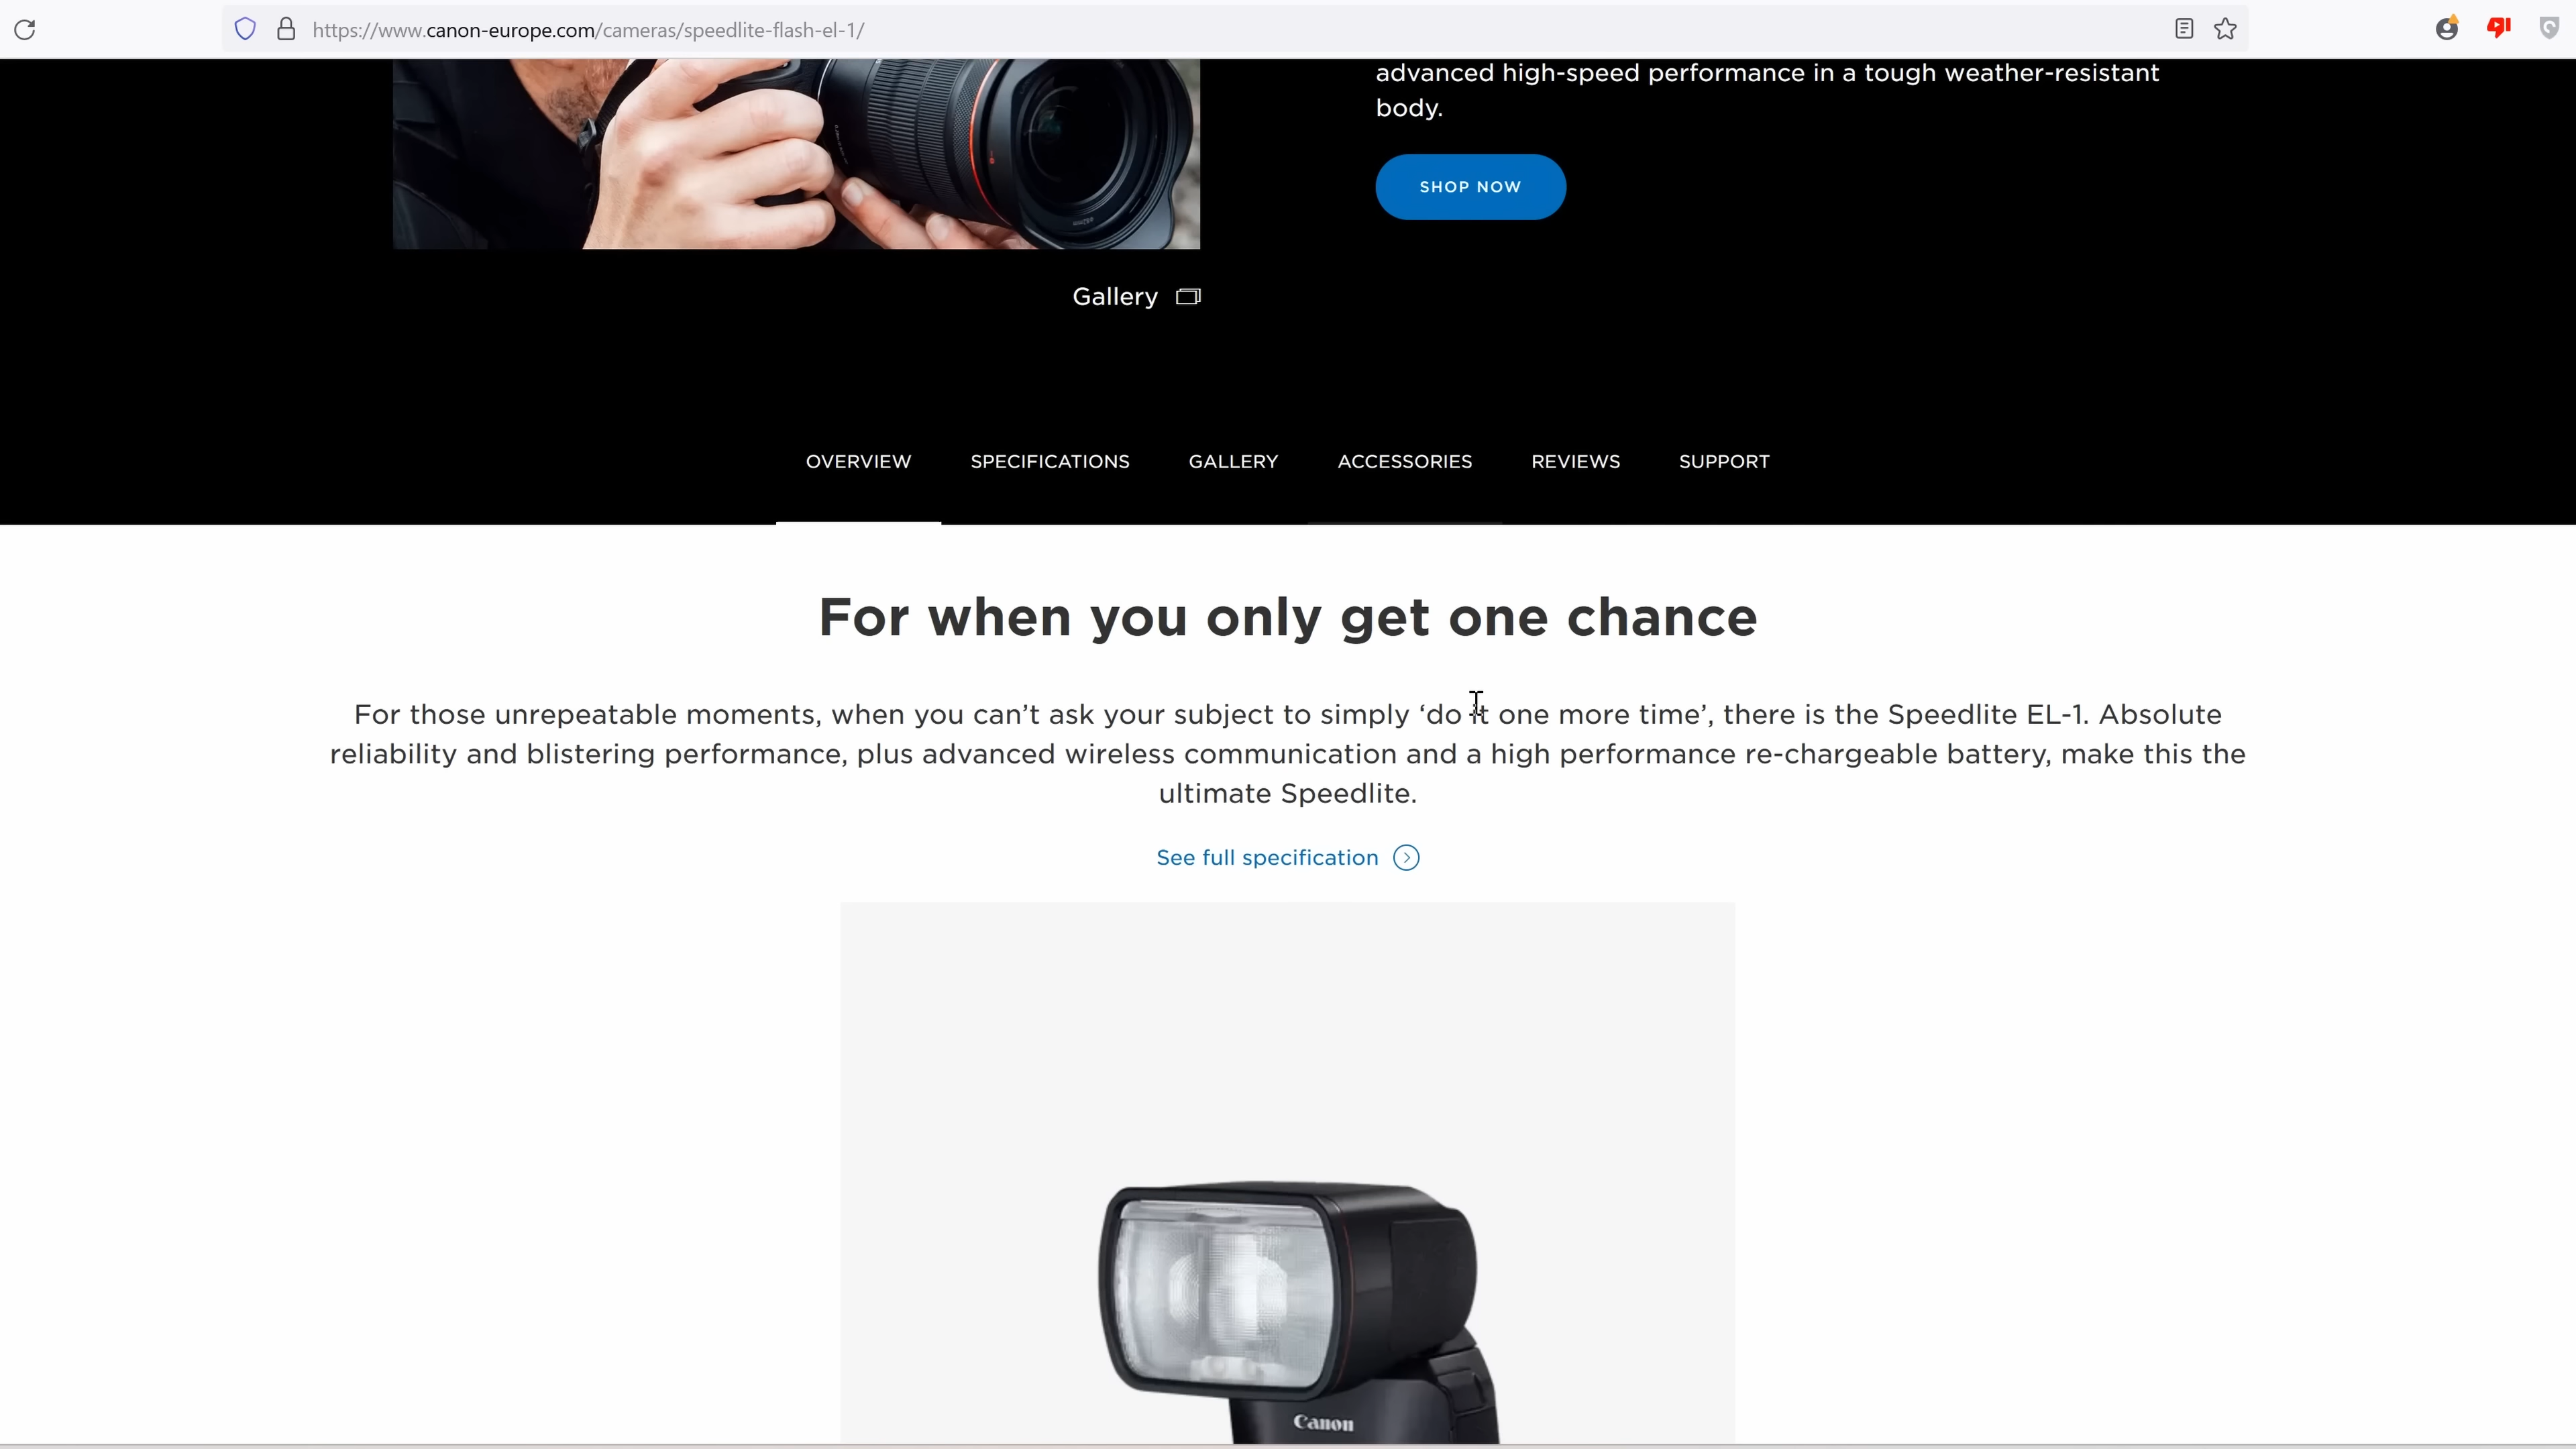 https://www.canon-europe.com/cameras/speedlite-flash-el-1/
advanced high-speed performance in a tough weather-resistant
body.
SHOP NOW
Gallery
OVERVIEW SPECIFICATIONS GALLERY ACCESSORIES REVIEWS SUPPORT
For when you only get one chance
For those unrepeatable moments, when you can’t ask your subject to simply ‘do it one more time’, there is the Speedlite EL-1. Absolute
reliability and blistering performance, plus advanced wireless communication and a high performance re-chargeable battery, make this the
ultimate Speedlite.
See full specification
Canon